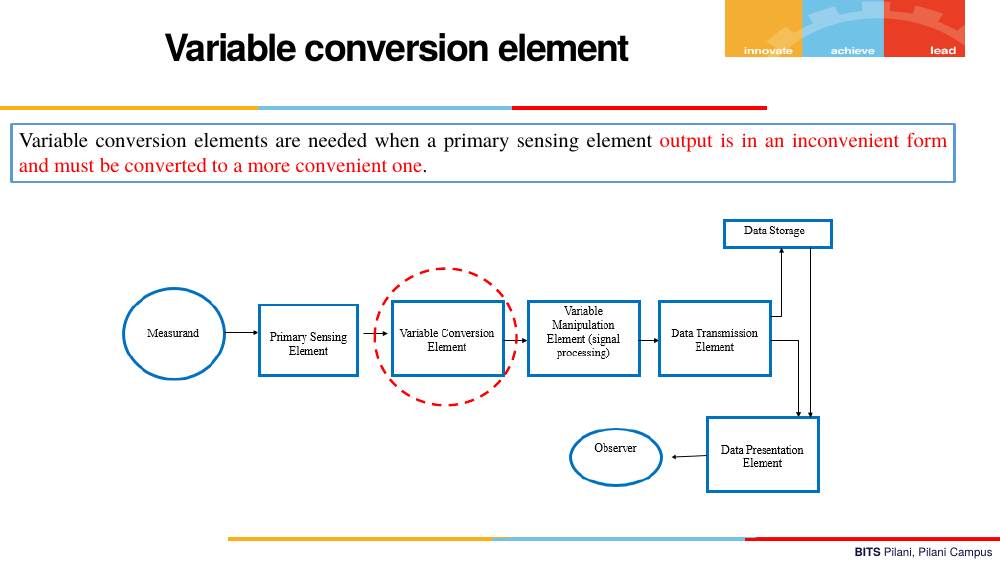 Variable conversion element
innovate achieve lead
Variable conversion elements are needed when a primary sensing element output is in an inconvenient form
and must be converted to a more convenient one.
Data Storage
Measurand
Primary Sensing
Element
Variable Conversion
Element
Variable
Manipulation
Element (signal
processing)
Data Transmission
Element
Observer
Data Presentation
Element
BITS Pilani, Pilani Campus